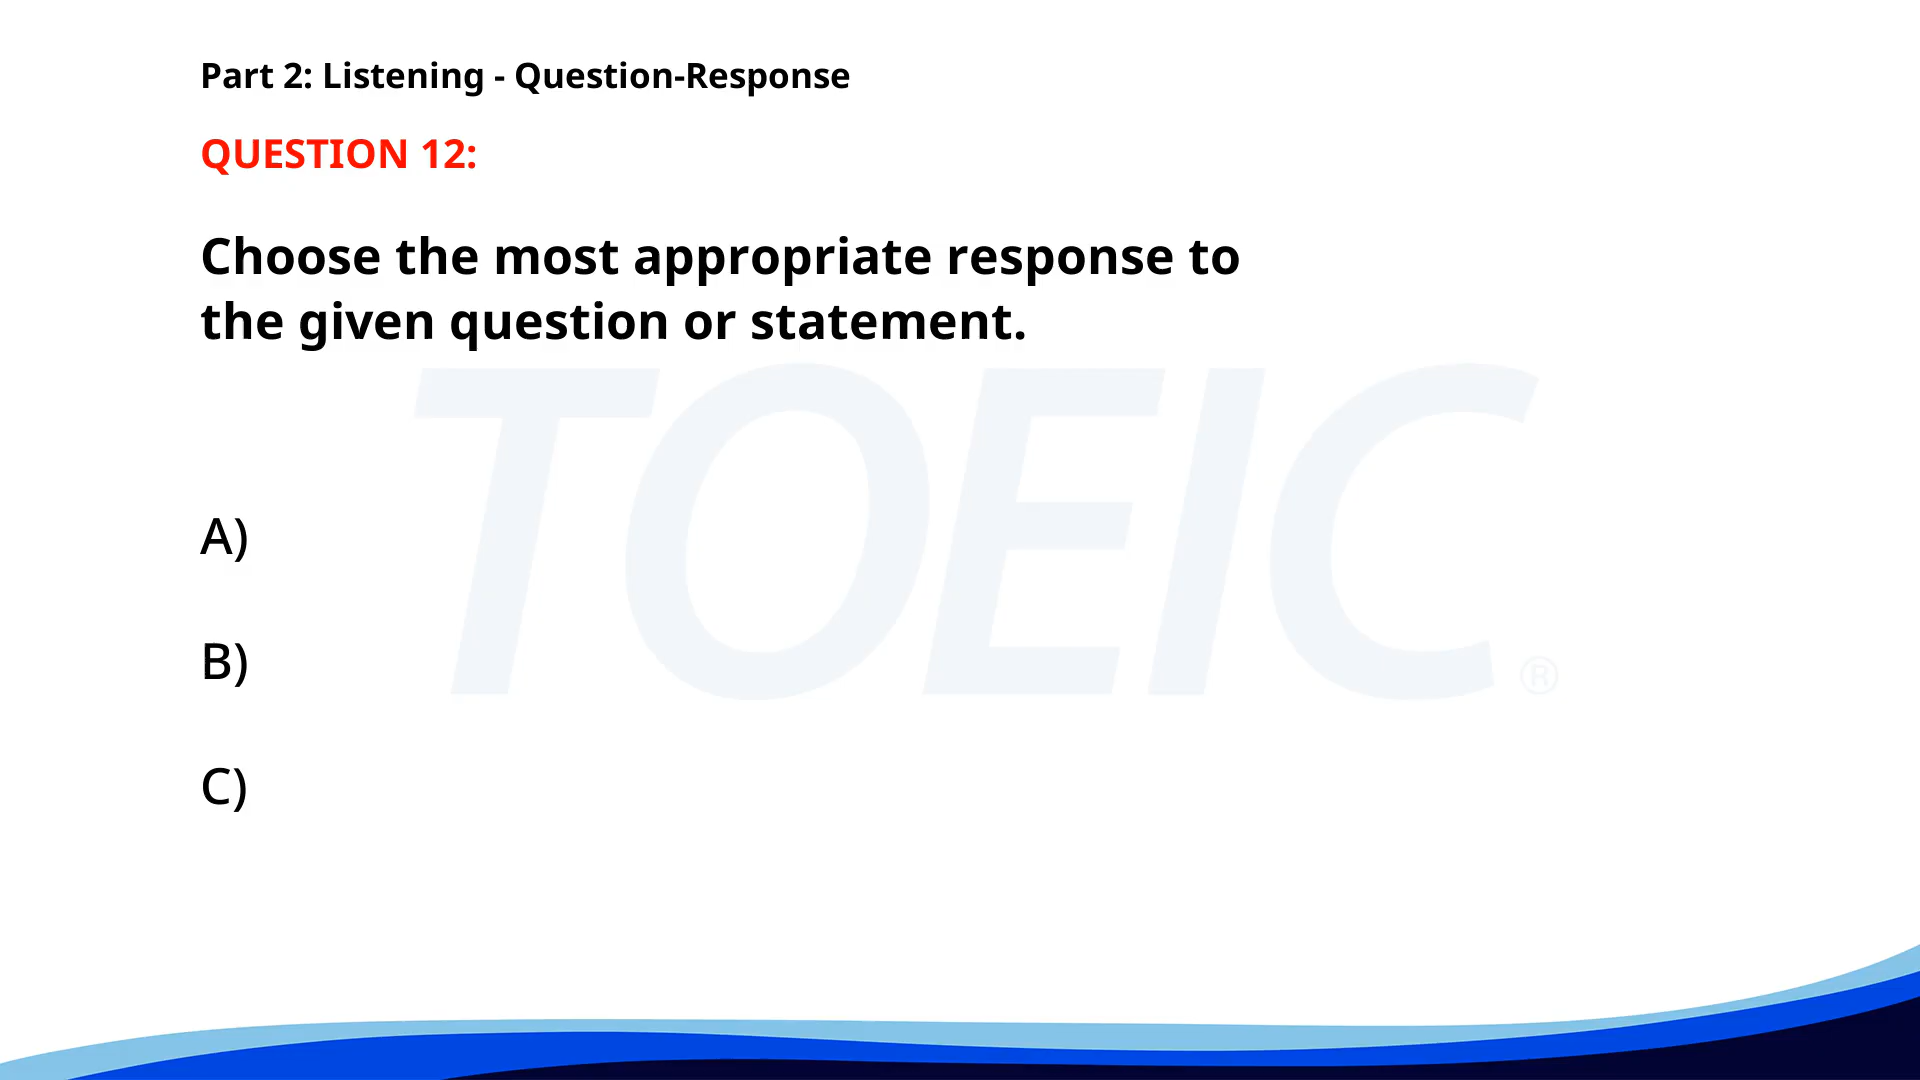 Part 2: Listening - Question-Response
QUESTION 12:
Choose the most appropriate response to
the given question or statement.
TOEIC®
A)
B)
C)